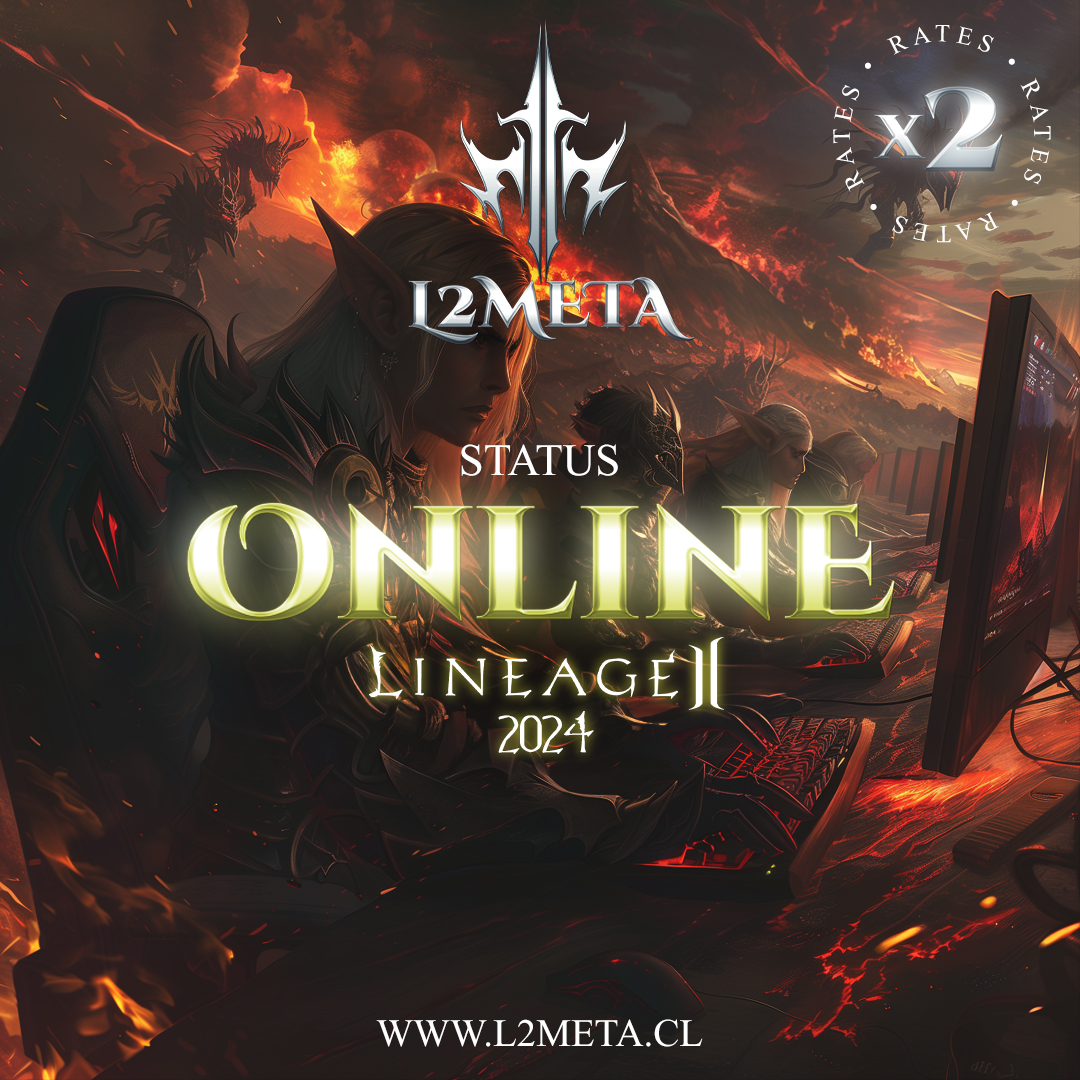 RATES • RATES • RATES • RATES •
x2
L2META
STATUS
ONLINE
LINEAGE II
2024
WWW.L2META.CL